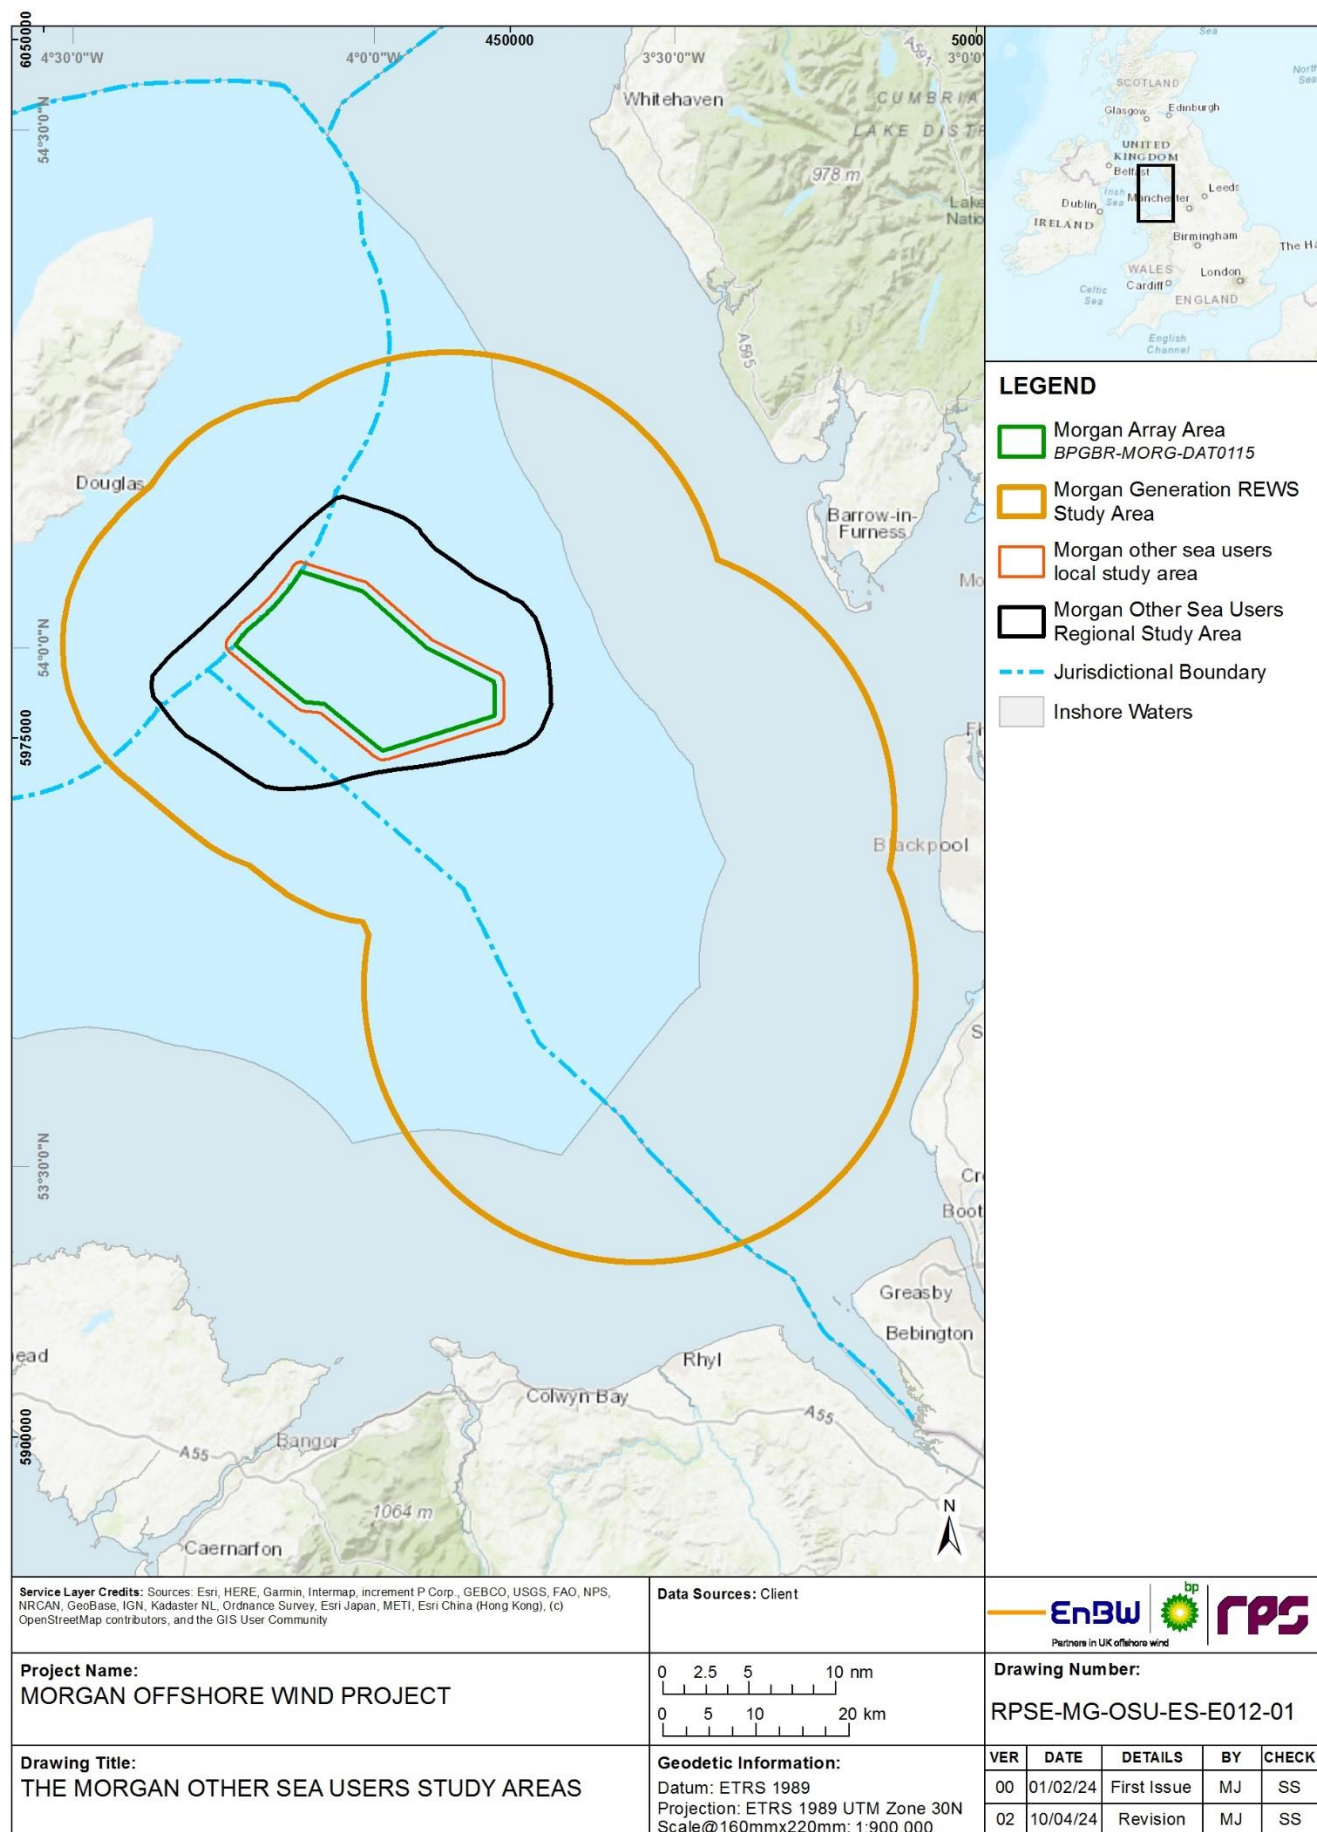 6050000
4°30'0"W
4°0'0"W
450000
3°30'0"W
5000
3°0'0"
A591
Whitehaven
CUMBRIA
LAKE DIST
978 m
Lake
Natio
54°30'0"N
A595
Douglas
Barrow-in-
Furness
Mo
54°0'0"N
5975000
Blackpool
S
53°30'0"N
Boot
Greasby
Bebington
ead
Rhyl
Colwyn Bay
A55
A55
Bangor
5900000
1064 m
Caernarfon
N
Sea
North
Sea
SCOTLAND
Glasgow
Edinburgh
UNITED
KINGDOM
Belfast
Irish
Sea
Leeds
Dublin
Manchester
IRELAND
Birmingham
The Ha
WALES
Cardiff
London
Celtic
Sea
ENGLAND
English
Channel
LEGEND
Morgan Array Area
BPGBR-MORG-DAT0115
Morgan Generation REWS
Study Area
Morgan other sea users
local study area
Morgan Other Sea Users
Regional Study Area
Jurisdictional Boundary
Inshore Waters
Service Layer Credits: Sources: Esri, HERE, Garmin, Intermap, increment P Corp., GEBCO, USGS, FAO, NPS,
NRCAN, GeoBase, IGN, Kadaster NL, Ordnance Survey, Esri Japan, METI, Esri China (Hong Kong), (c)
OpenStreetMap contributors, and the GIS User Community
Data Sources: Client
EnBW
bp
rps
Partners in UK offshore wind
Project Name:
MORGAN OFFSHORE WIND PROJECT
0 2.5 5 10 nm
0 5 10 20 km
Drawing Number:
RPSE-MG-OSU-ES-E012-01
Drawing Title:
THE MORGAN OTHER SEA USERS STUDY AREAS
Geodetic Information:
Datum: ETRS 1989
Projection: ETRS 1989 UTM Zone 30N
Scale@160mmx220mm: 1:900 000
VER DATE DETAILS BY CHECK
00 01/02/24 First Issue MJ SS
02 10/04/24 Revision MJ SS